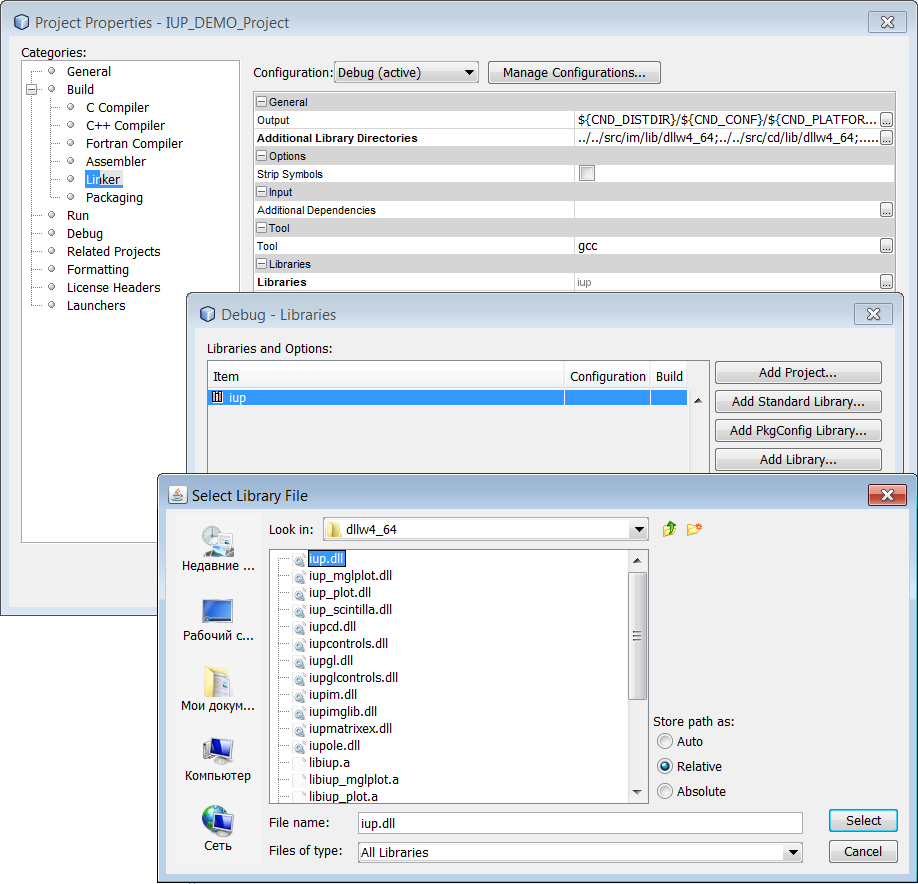 Project Properties - IUP_DEMO_Project
Categories:
General
Build
C Compiler
C++ Compiler
Fortran Compiler
Assembler
Linker
Packaging
Run
Debug
Related Projects
Formatting
License Headers
Launchers
Configuration: Debug (active) Manage Configurations...
General
Output ${CND_DISTDIR}/${CND_CONF}/${CND_PLATFOR... ...
Additional Library Directories ../../src/im/lib/dllw4_64;../../src/cd/lib/dllw4_64;..... ...
Options
Strip Symbols
Input
Additional Dependencies ...
Tool
Tool gcc ...
Libraries
Libraries iup ...
Debug - Libraries
Libraries and Options:
Item Configuration Build
iup
Add Project...
Add Standard Library...
Add PkgConfig Library...
Add Library...
Select Library File
Look in: dllw4_64
Недавние ...
Рабочий с...
Мои докум...
Компьютер
Сеть
iup.dll
iup_mglplot.dll
iup_plot.dll
iup_scintilla.dll
iupcd.dll
iupcontrols.dll
iupgl.dll
iupglcontrols.dll
iupim.dll
iupimglib.dll
iupmatrixex.dll
iupole.dll
libiup.a
libiup_mglplot.a
libiup_plot.a
Store path as:
Auto
Relative
Absolute
File name: iup.dll Select
Files of type: All Libraries Cancel